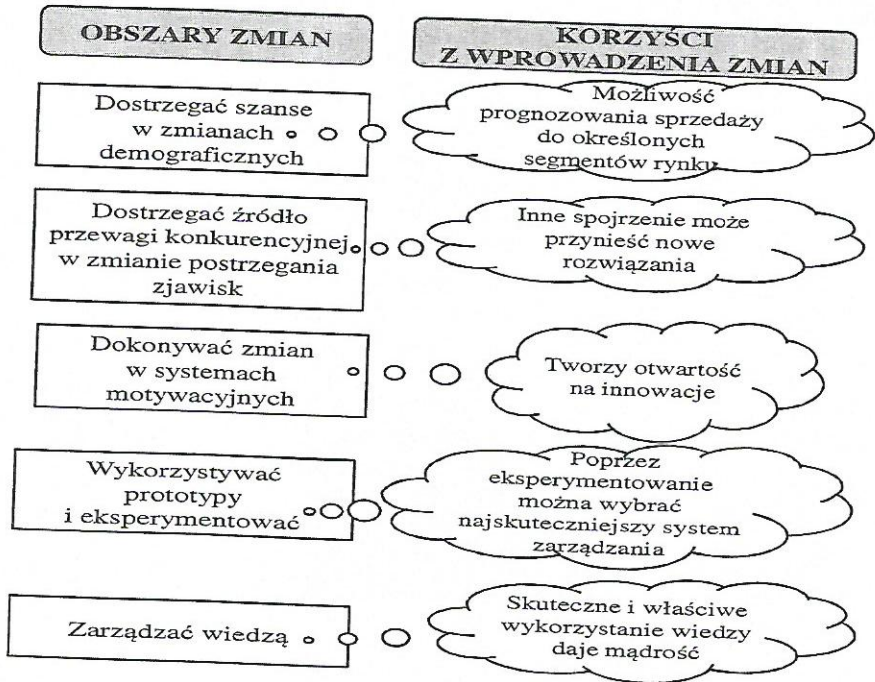 OBSZARY ZMIAN
KORZYŚCI
Z WPROWADZENIA ZMIAN
Dostrzegać szanse
w zmianach
demograficznych
Możliwość
prognozowania sprzedaży
do określonych
segmentów rynku
Dostrzegać źródło
przewagi konkurencyjnej
w zmianie postrzegania
zjawisk
Inne spojrzenie może
przynieść nowe
rozwiązania
Dokonywać zmian
w systemach
motywacyjnych
Tworzy otwartość
na innowacje
Wykorzystywać
prototypy
i eksperymentować
Poprzez
eksperymentowanie
można wybrać
najskuteczniejszy system
zarządzania
Zarządzać wiedzą
Skuteczne i właściwe
wykorzystanie wiedzy
daje mądrość